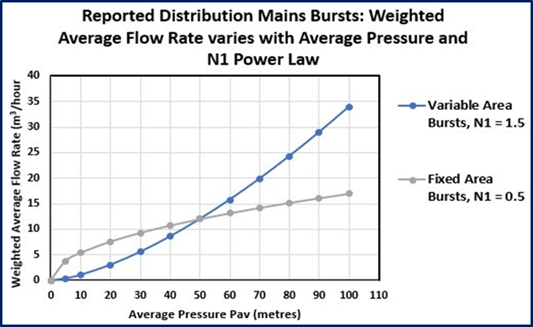 Reported Distribution Mains Bursts: Weighted
Average Flow Rate varies with Average Pressure and
N1 Power Law
Weighted Average Flow Rate (m³/hour
40
35
30
25
20
15
10
5
0
0 10 20 30 40 50 60 70 80 90 100 110
Average Pressure Pav (metres)
Variable Area
Bursts, N1 = 1.5
Fixed Area
Bursts, N1 = 0.5